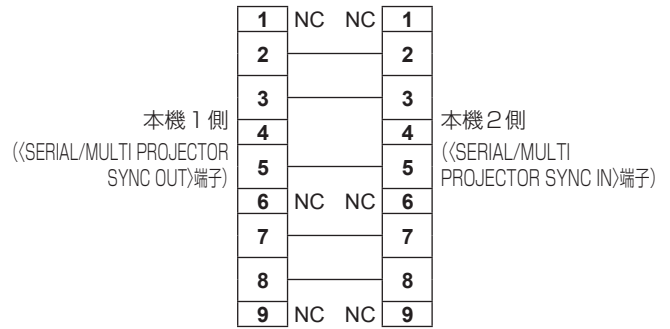 1 NC NC 1
2 2
3 3
本機1側
(〈SERIAL/MULTI PROJECTOR
SYNC OUT〉端子)
4 4
本機2側
(〈SERIAL/MULTI
PROJECTOR SYNC IN〉端子)
5 5
6 NC NC 6
7 7
8 8
9 NC NC 9